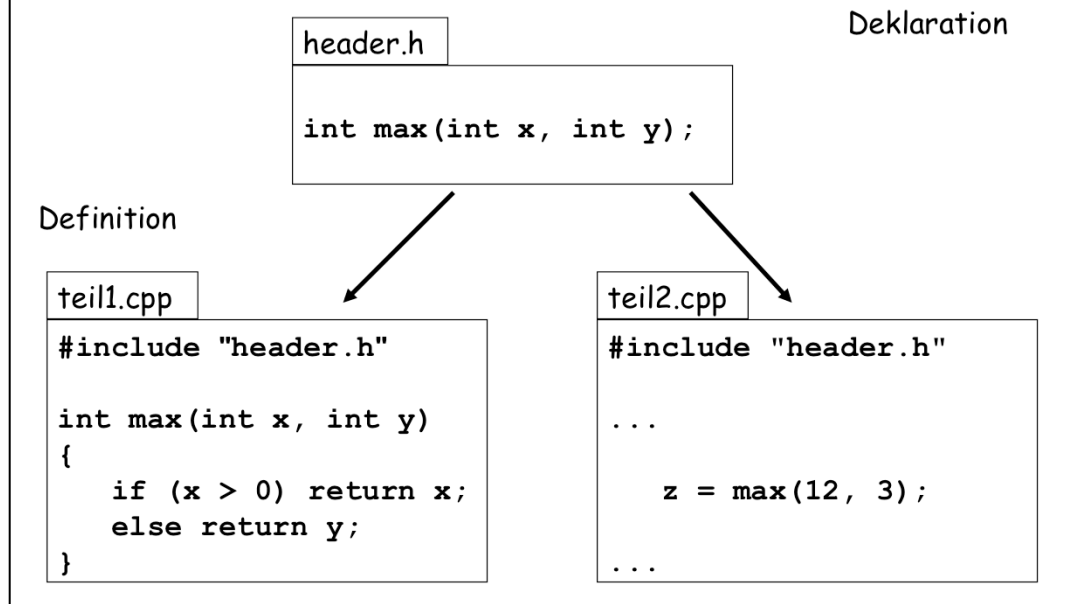 Deklaration
header.h
int max(int x, int y);
Definition
teil1.cpp
#include "header.h"
int max(int x, int y)
{
if (x > 0) return x;
else return y;
}
teil2.cpp
#include "header.h"
...
z = max(12, 3);
...